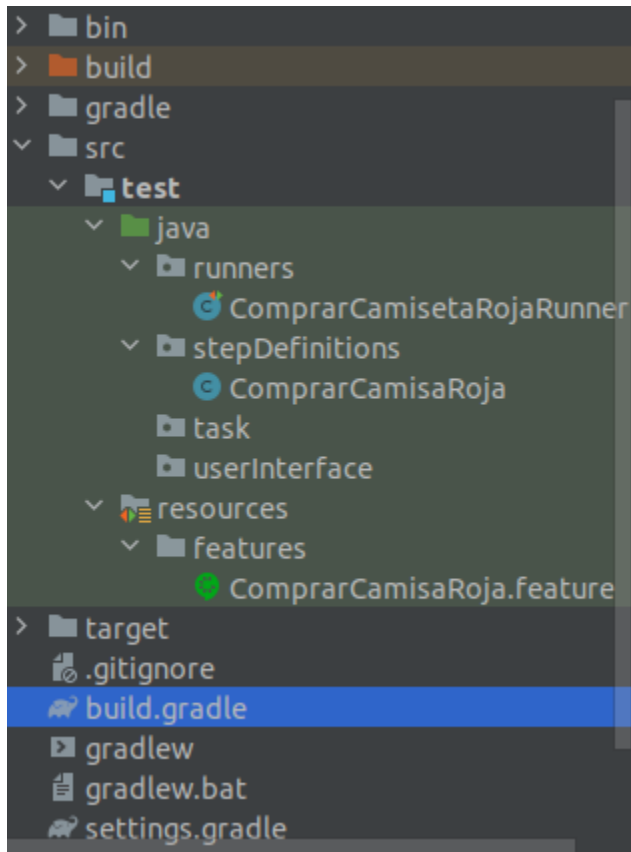 bin
build
gradle
src
test
java
runners
ComprarCamisetaRojaRunner
stepDefinitions
ComprarCamisaRoja
task
userInterface
resources
features
ComprarCamisaRoja.feature
target
.gitignore
build.gradle
gradlew
gradlew.bat
settings.gradle